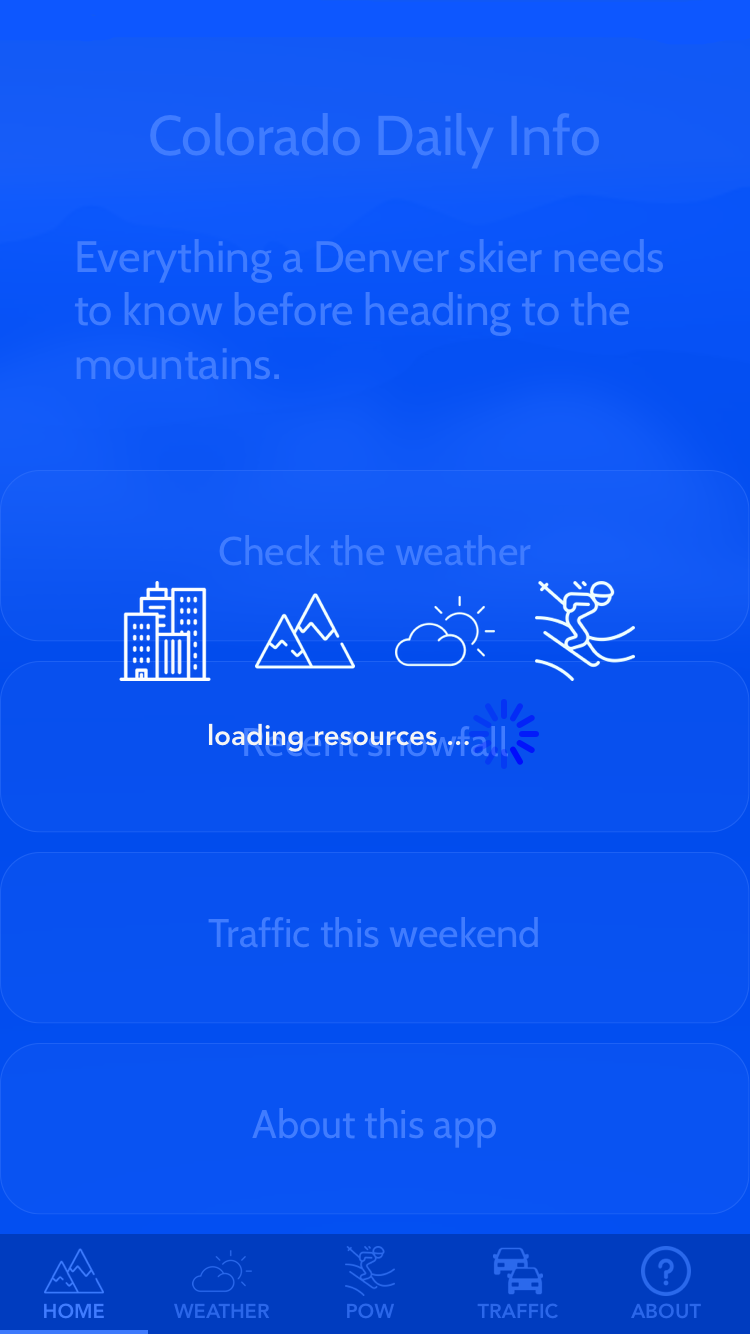 Colorado Daily Info
Everything a Denver skier needs
to know before heading to the
mountains.
Check the weather
loading resources ...
Recent snowfall
Traffic this weekend
About this app
HOME
WEATHER
POW
TRAFFIC
ABOUT